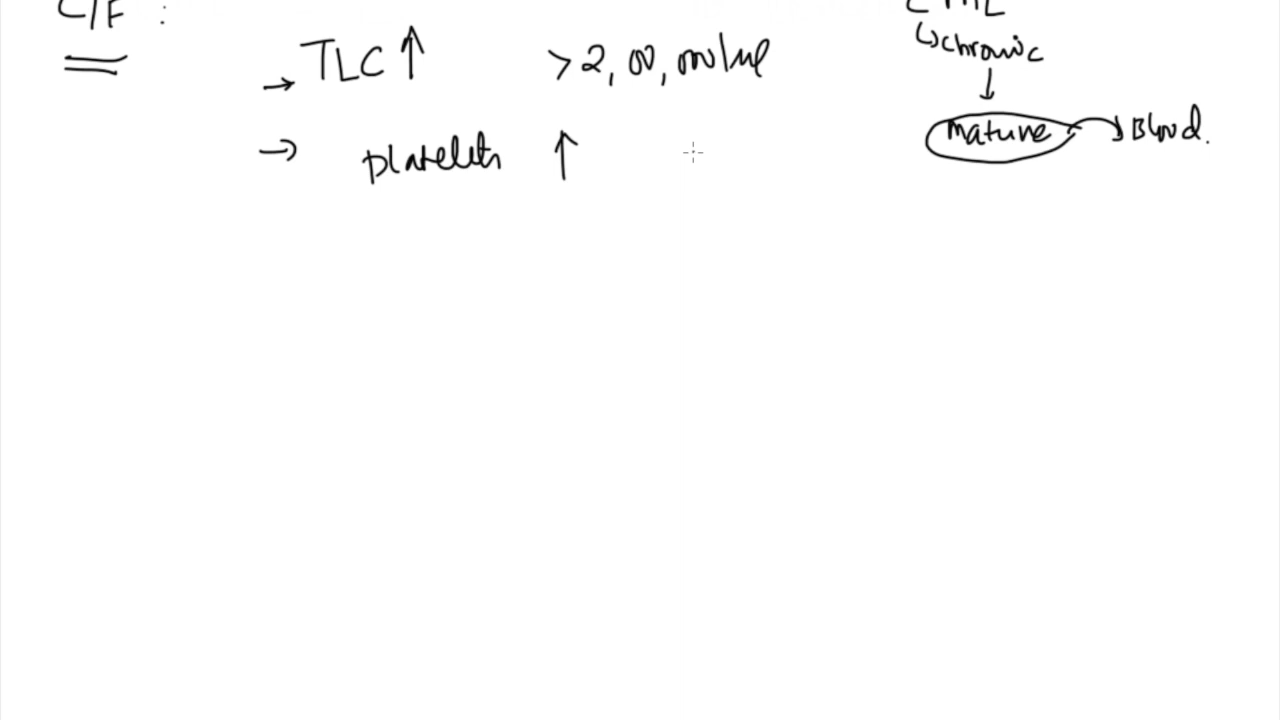 C/F :
→ TLC ↑ > 2,00,000/µl
→ platelets ↑
CML
↳ chronic
↓
mature → Blood.